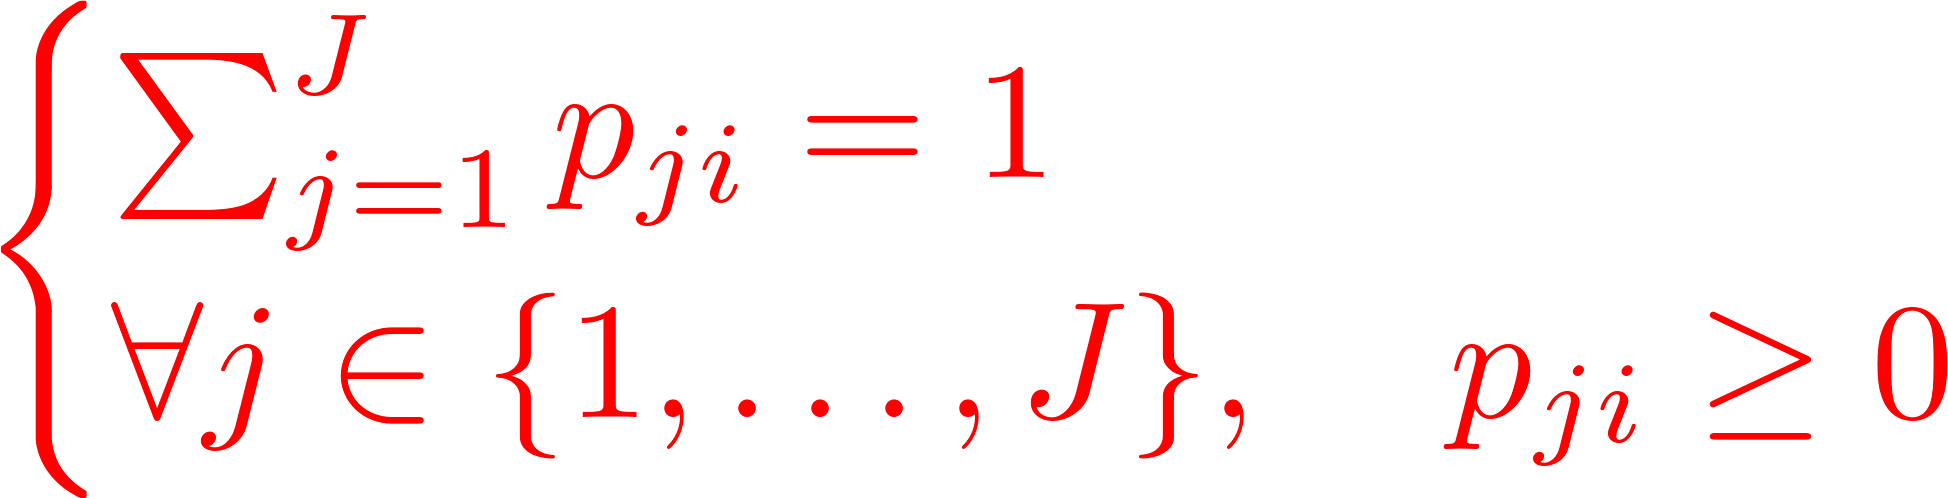 ∑_{j=1}^{J} p_{ji} = 1
∀j ∈ {1, . . . , J}, p_{ji} ≥ 0